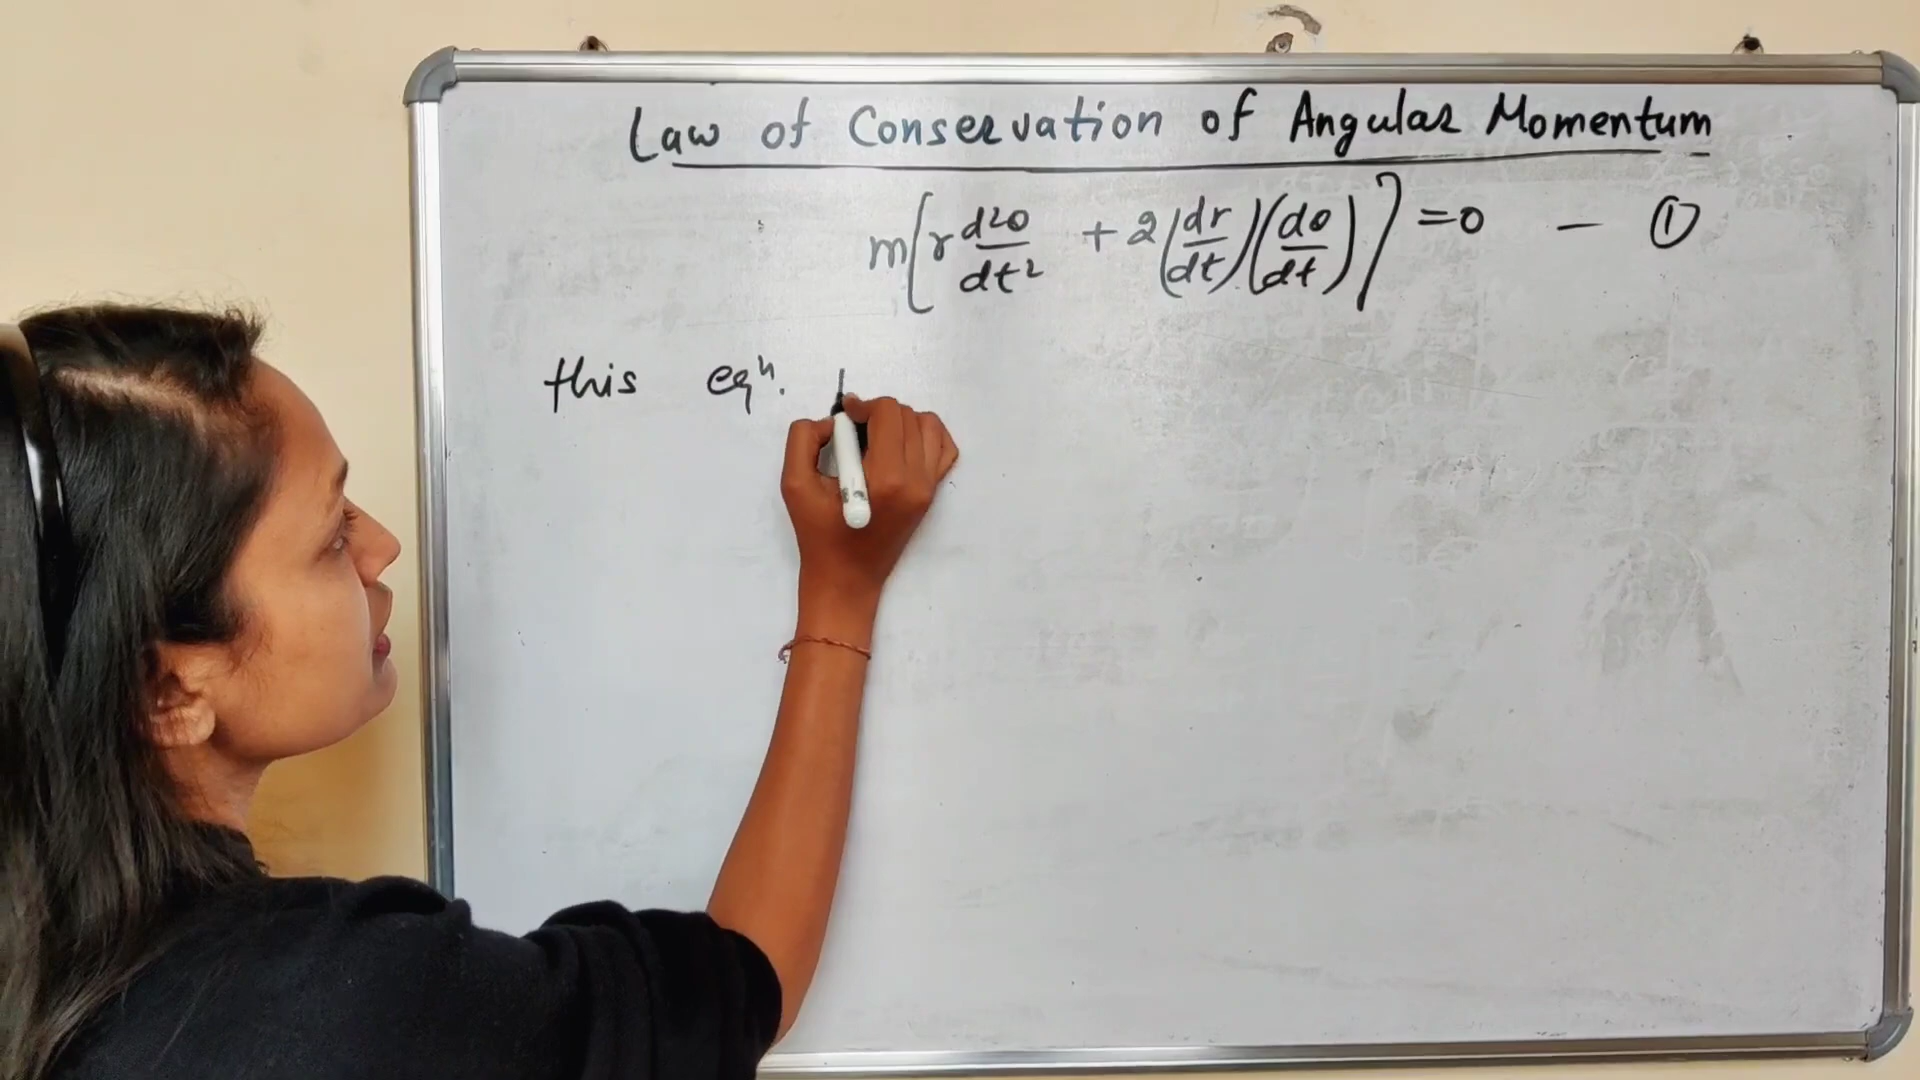 Law of Conservation of Angular Momentum
m[r d²θ/dt² + 2(dr/dt)(dθ/dt)] = 0 — ①
this eqⁿ.